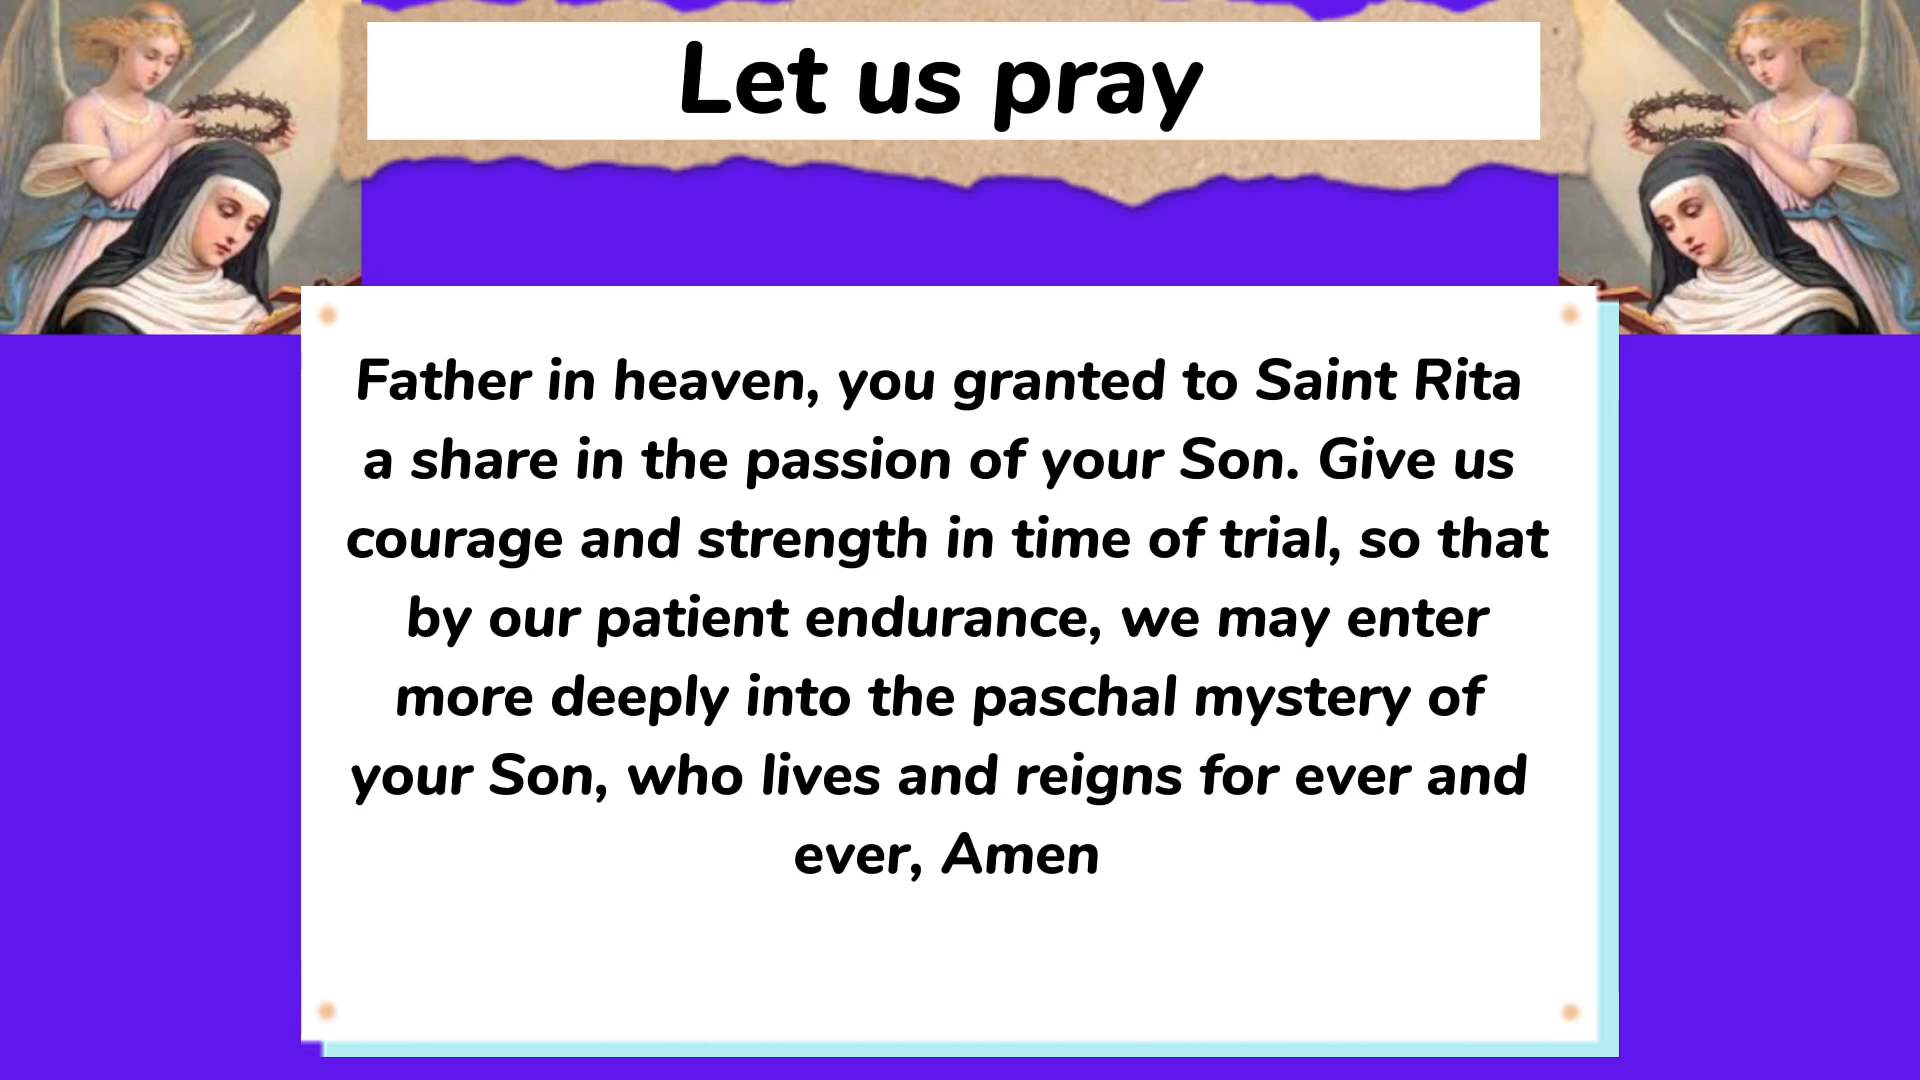 Let us pray
Father in heaven, you granted to Saint Rita
a share in the passion of your Son. Give us
courage and strength in time of trial, so that
by our patient endurance, we may enter
more deeply into the paschal mystery of
your Son, who lives and reigns for ever and
ever, Amen